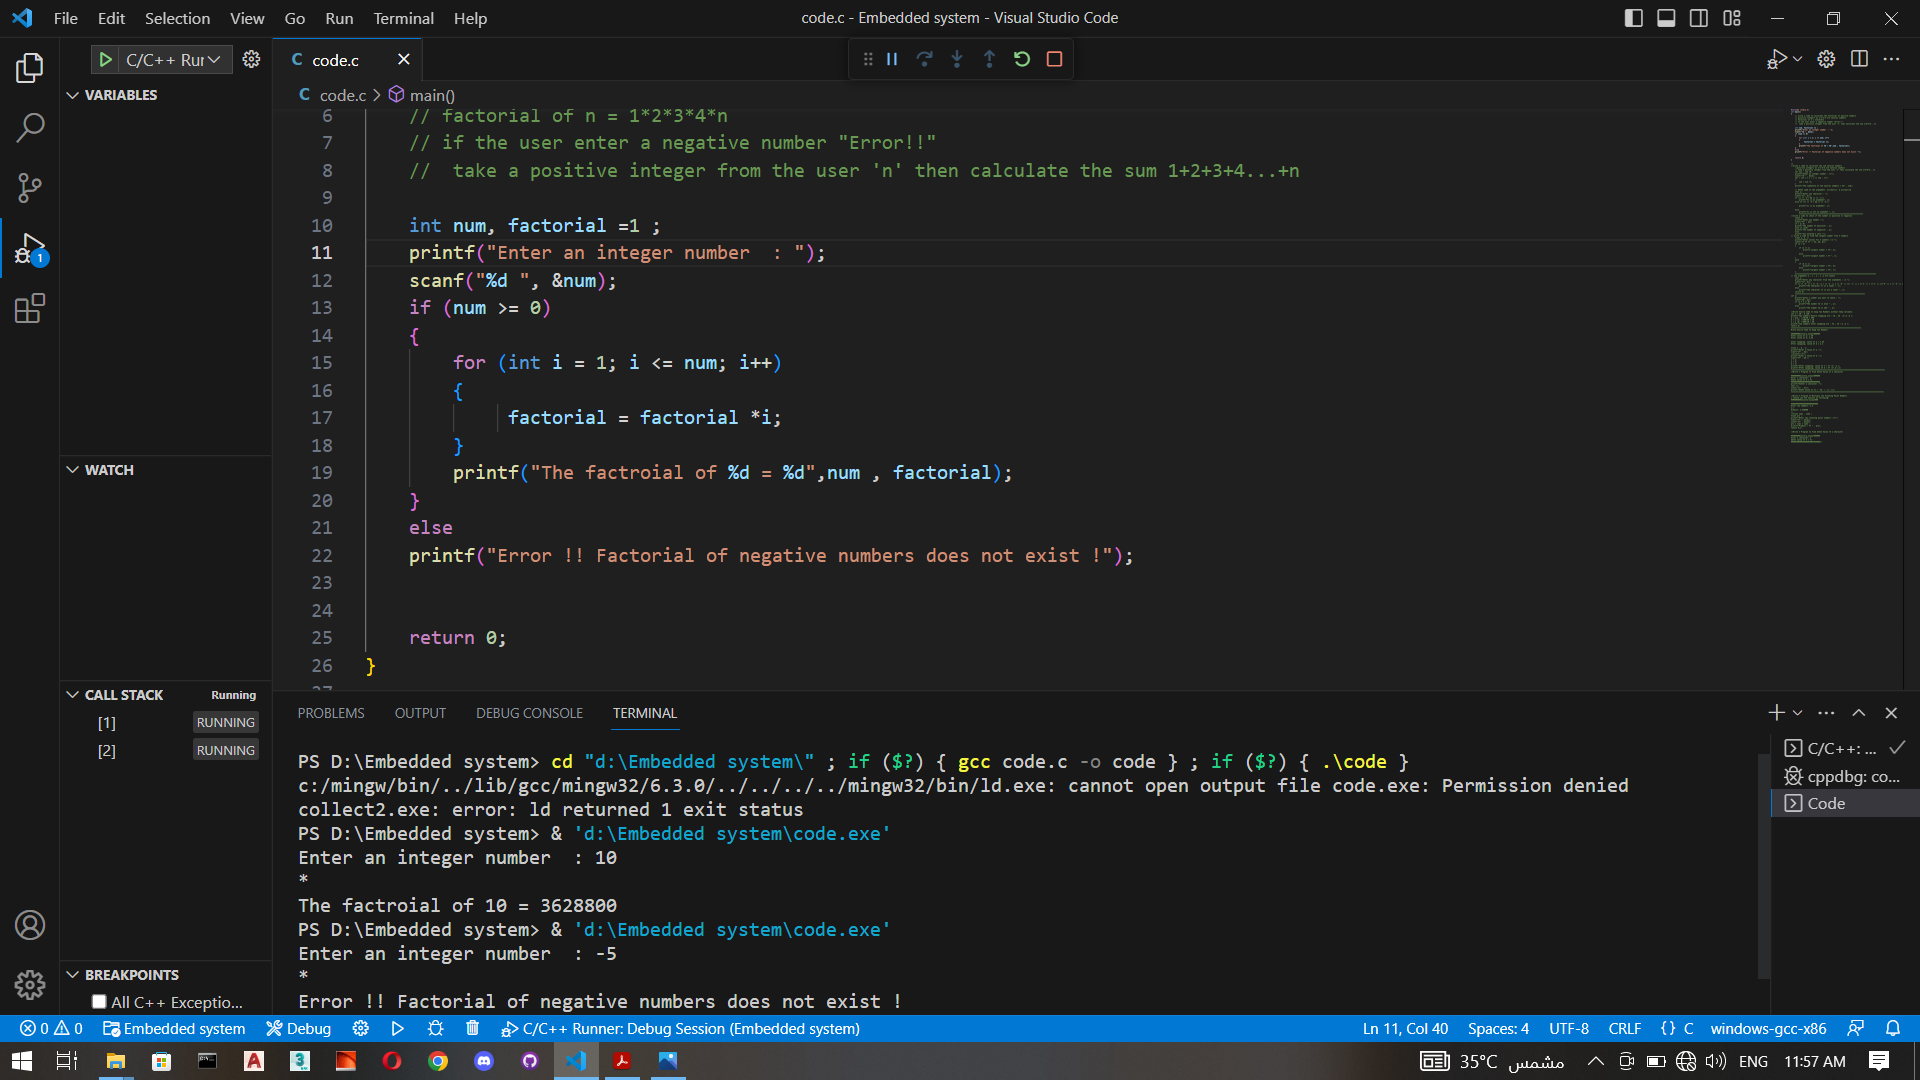 File Edit Selection View Go Run Terminal Help
code.c - Embedded system - Visual Studio Code
C/C++ Rur
C code.c
VARIABLES
C code.c > main()
6 // factorial of n = 1*2*3*4*n
7 // if the user enter a negative number "Error!!"
8 //  take a positive integer from the user 'n' then calculate the sum 1+2+3+4...+n
9
10 int num, factorial =1 ;
11 printf("Enter an integer number  : ");
12 scanf("%d ", &num);
13 if (num >= 0)
14 {
15 for (int i = 1; i <= num; i++)
16 {
17 factorial = factorial *i;
18 }
19 printf("The factroial of %d = %d",num , factorial);
20 }
21 else
22 printf("Error !! Factorial of negative numbers does not exist !");
23
24
25 return 0;
26 }
WATCH
CALL STACK Running
[1] RUNNING
[2] RUNNING
BREAKPOINTS
All C++ Exceptio...
PROBLEMS OUTPUT DEBUG CONSOLE TERMINAL
PS D:\Embedded system> cd "d:\Embedded system\" ; if ($?) { gcc code.c -o code } ; if ($?) { .\code }
c:/mingw/bin/../lib/gcc/mingw32/6.3.0/../../../../mingw32/bin/ld.exe: cannot open output file code.exe: Permission denied
collect2.exe: error: ld returned 1 exit status
PS D:\Embedded system> & 'd:\Embedded system\code.exe'
Enter an integer number  : 10
*
The factroial of 10 = 3628800
PS D:\Embedded system> & 'd:\Embedded system\code.exe'
Enter an integer number  : -5
*
Error !! Factorial of negative numbers does not exist !
C/C++: ...
cppdbg: co...
Code
1
0 0 Embedded system Debug C/C++ Runner: Debug Session (Embedded system)
Ln 11, Col 40 Spaces: 4 UTF-8 CRLF {} C windows-gcc-x86
35°C مشمس ENG 11:57 AM